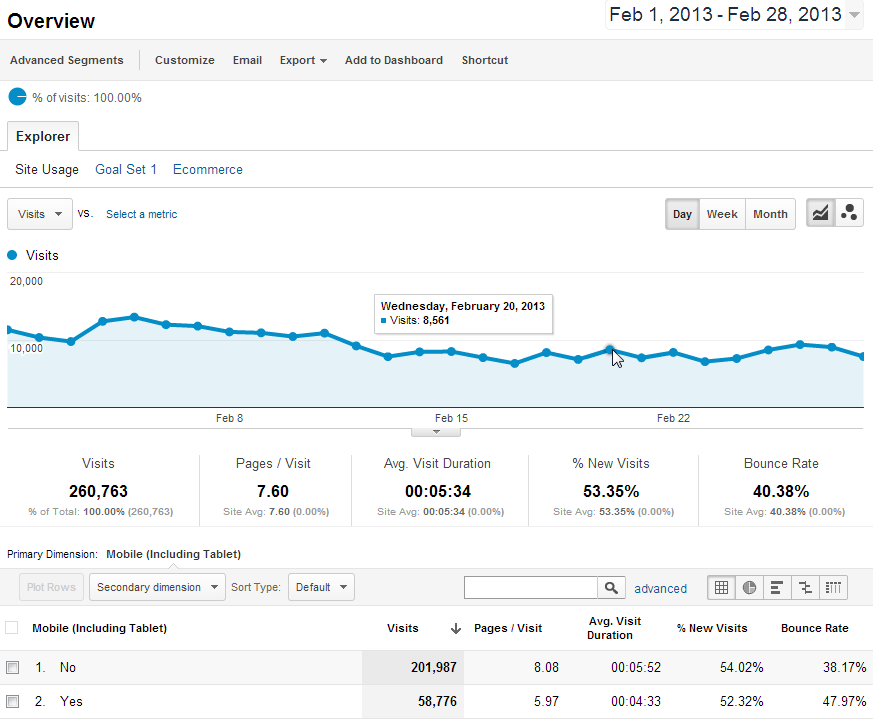 Overview
Feb 1, 2013 - Feb 28, 2013
Advanced Segments Customize Email Export Add to Dashboard Shortcut
% of visits: 100.00%
Explorer
Site Usage Goal Set 1 Ecommerce
Visits VS. Select a metric Day Week Month
Visits
20,000
Wednesday, February 20, 2013
Visits: 8,561
10,000
Feb 8 Feb 15 Feb 22
Visits Pages / Visit Avg. Visit Duration % New Visits Bounce Rate
260,763 7.60 00:05:34 53.35% 40.38%
% of Total: 100.00% (260,763) Site Avg: 7.60 (0.00%) Site Avg: 00:05:34 (0.00%) Site Avg: 53.35% (0.00%) Site Avg: 40.38% (0.00%)
Primary Dimension: Mobile (Including Tablet)
Plot Rows Secondary dimension Sort Type: Default advanced
Mobile (Including Tablet) Visits Pages / Visit Avg. Visit Duration % New Visits Bounce Rate
1. No 201,987 8.08 00:05:52 54.02% 38.17%
2. Yes 58,776 5.97 00:04:33 52.32% 47.97%